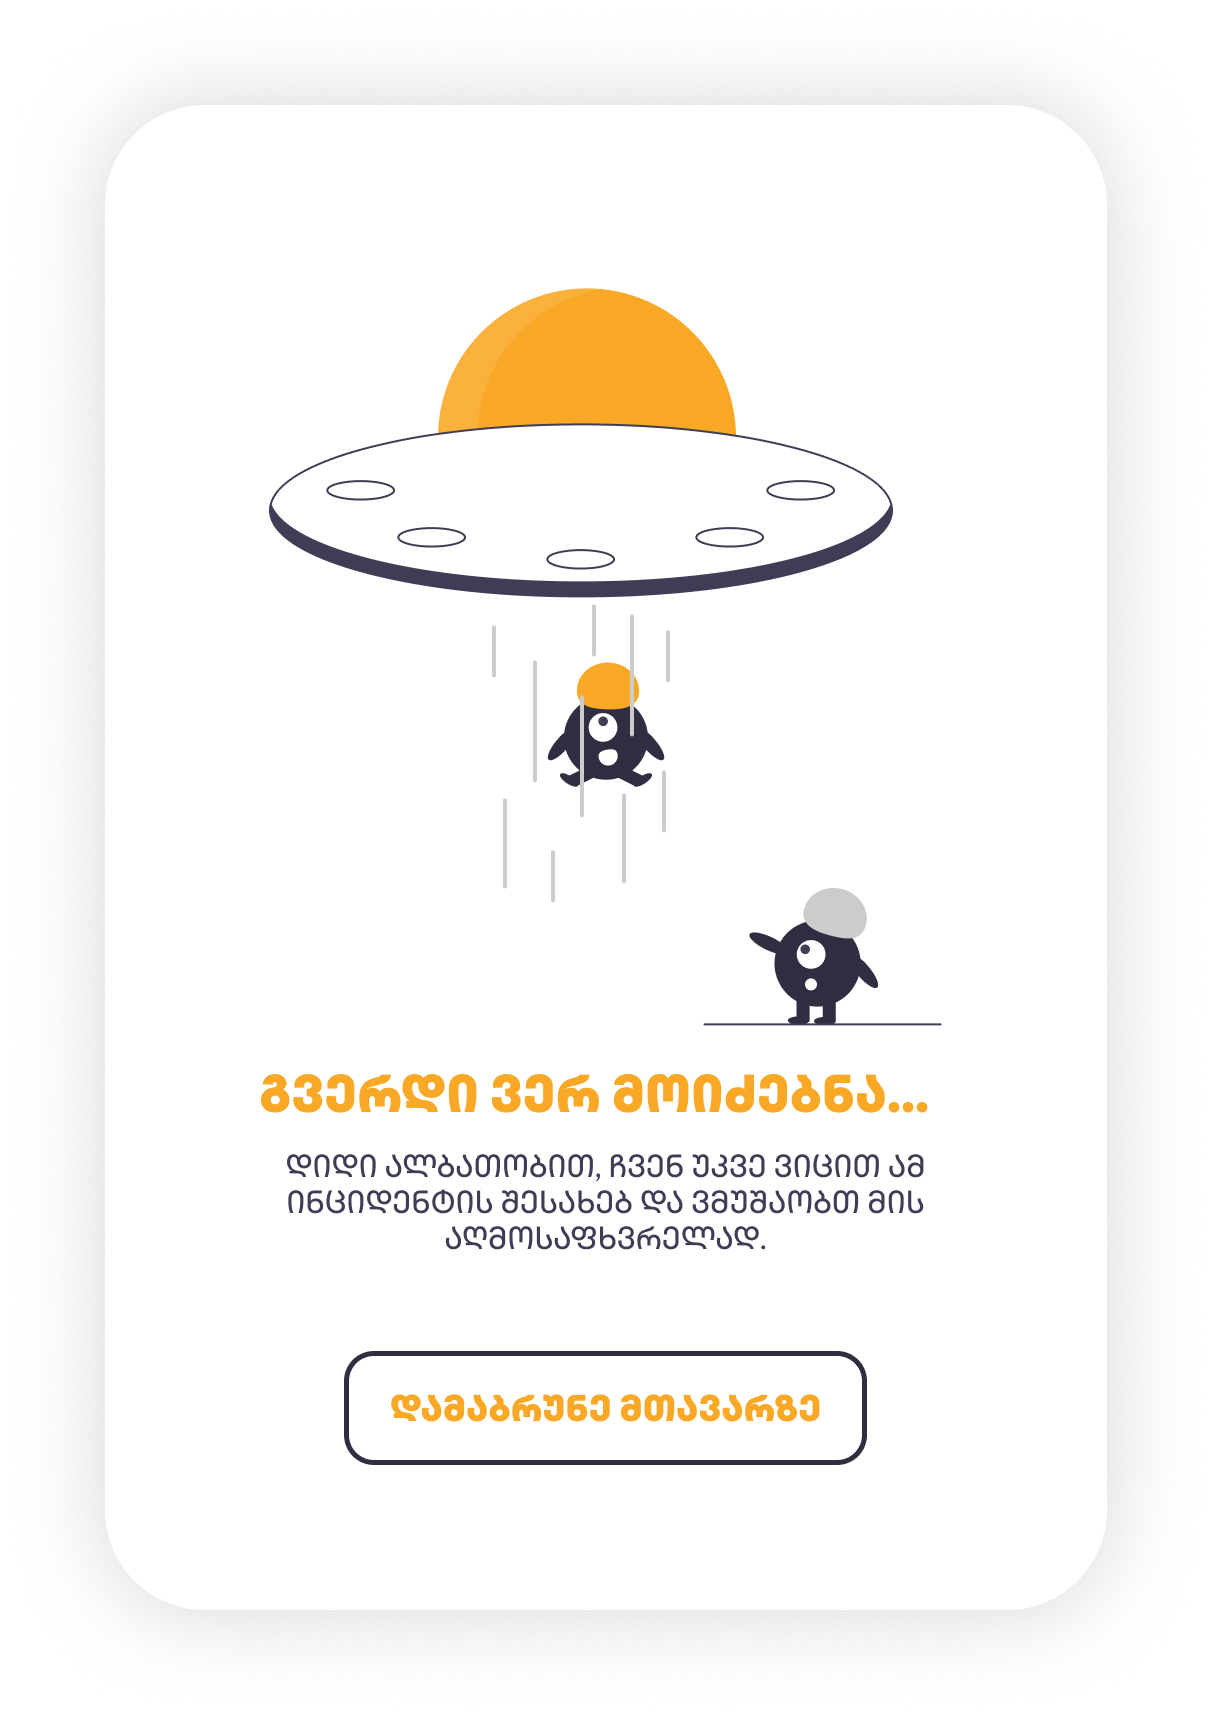 გვერდი ვერ მოიძებნა...
დიდი ალბათობით, ჩვენ უკვე ვიცით ამ
ინციდენტის შესახებ და ვმუშაობთ მის
აღმოსაფხვრელად.
დამაბრუნე მთავარზე